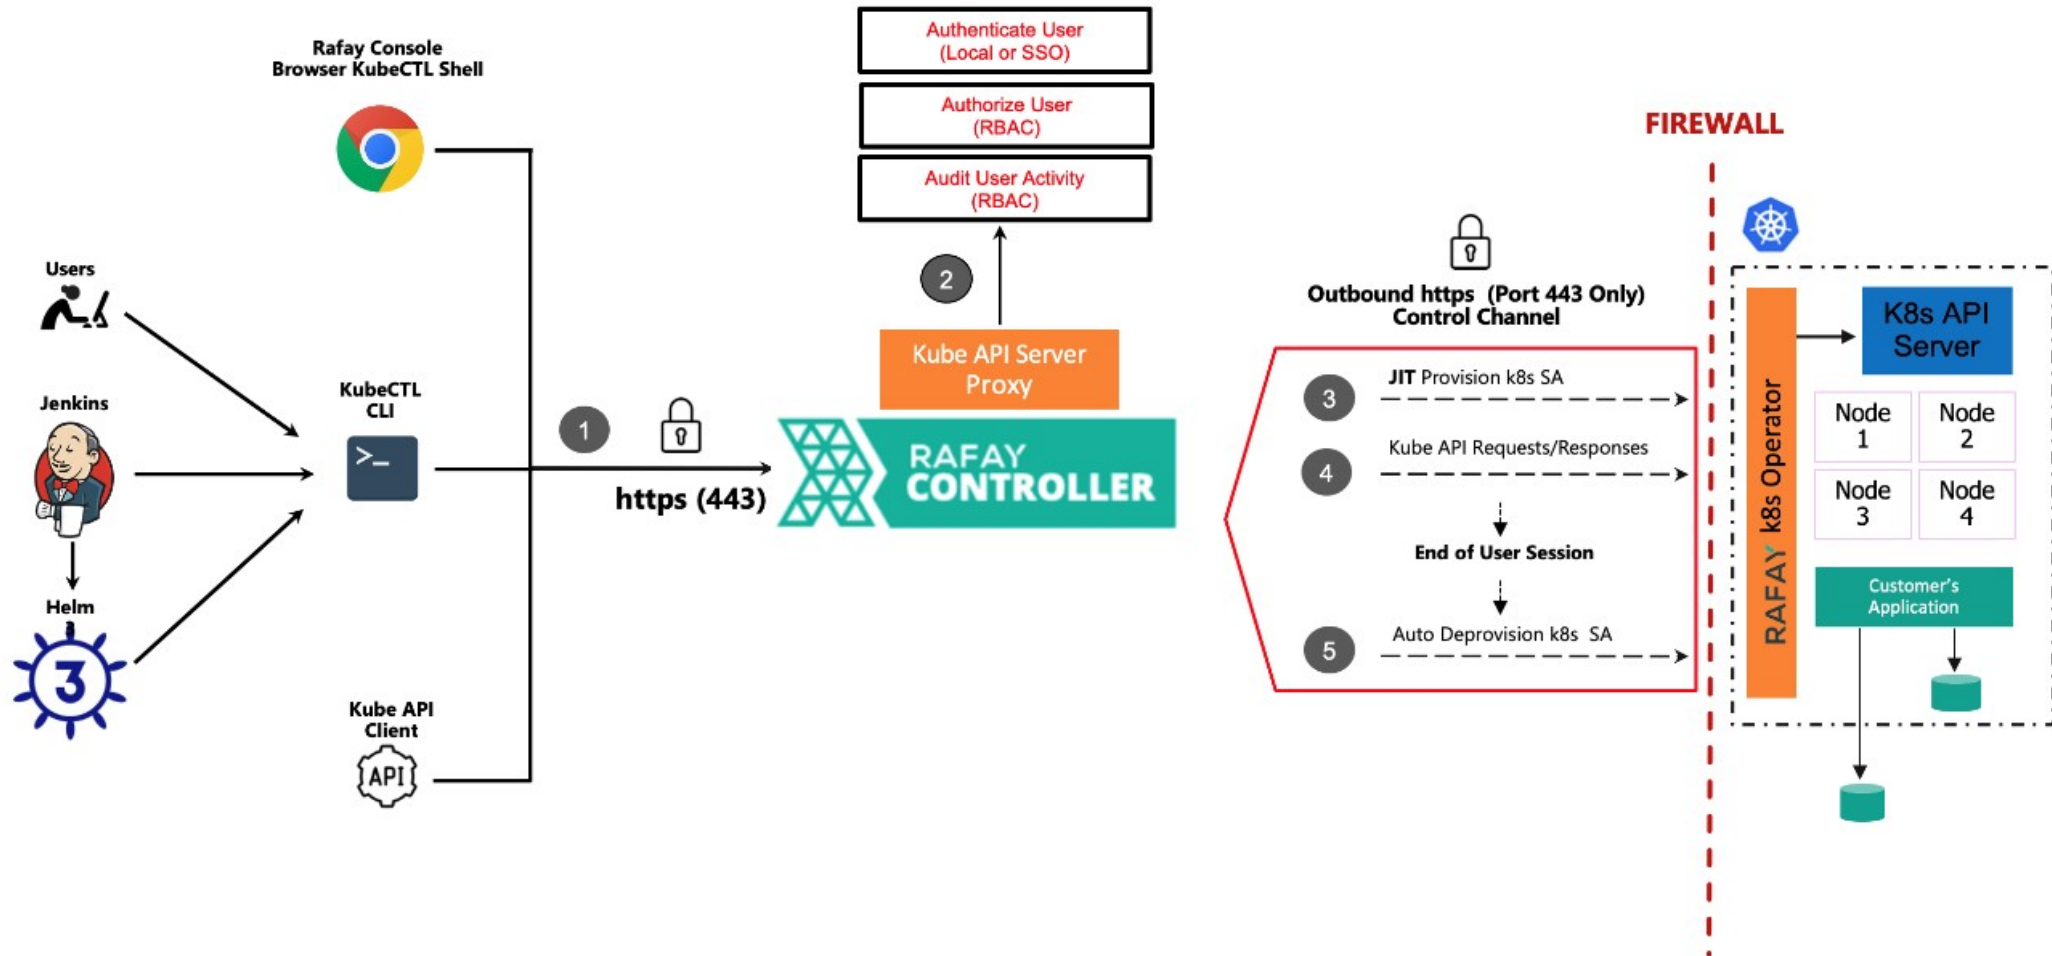 Rafay Console
Browser KubeCTL Shell
Users
Jenkins
Helm
3
3
KubeCTL
CLI
>_
Kube API
Client
API
1
https (443)
Authenticate User
(Local or SSO)
Authorize User
(RBAC)
Audit User Activity
(RBAC)
2
Kube API Server
Proxy
RAFAY
CONTROLLER
Outbound https (Port 443 Only)
Control Channel
3
JIT Provision k8s SA
4
Kube API Requests/Responses
End of User Session
5
Auto Deprovision k8s SA
FIREWALL
RAFAY k8s Operator
K8s API
Server
Node
1
Node
2
Node
3
Node
4
Customer's
Application